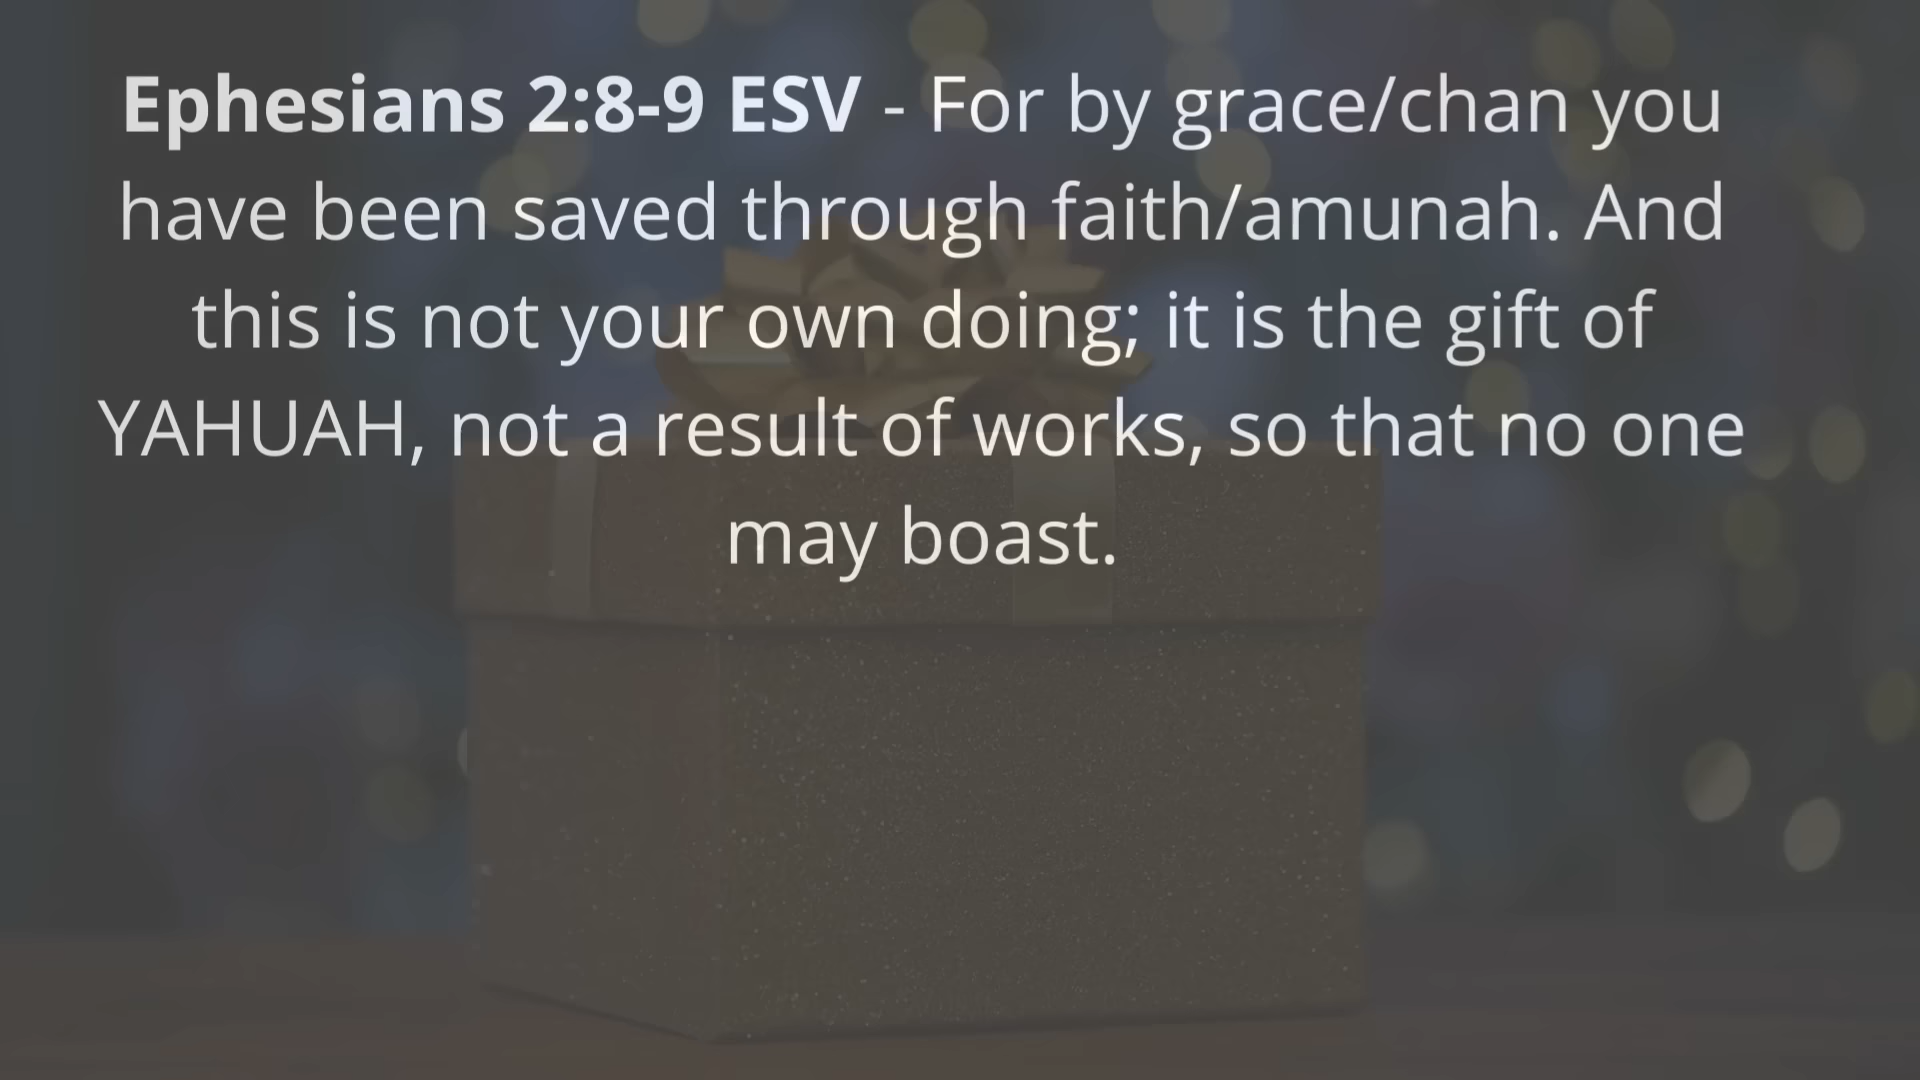 Ephesians 2:8-9 ESV - For by grace/chan you
have been saved through faith/amunah. And
this is not your own doing; it is the gift of
YAHUAH, not a result of works, so that no one
may boast.